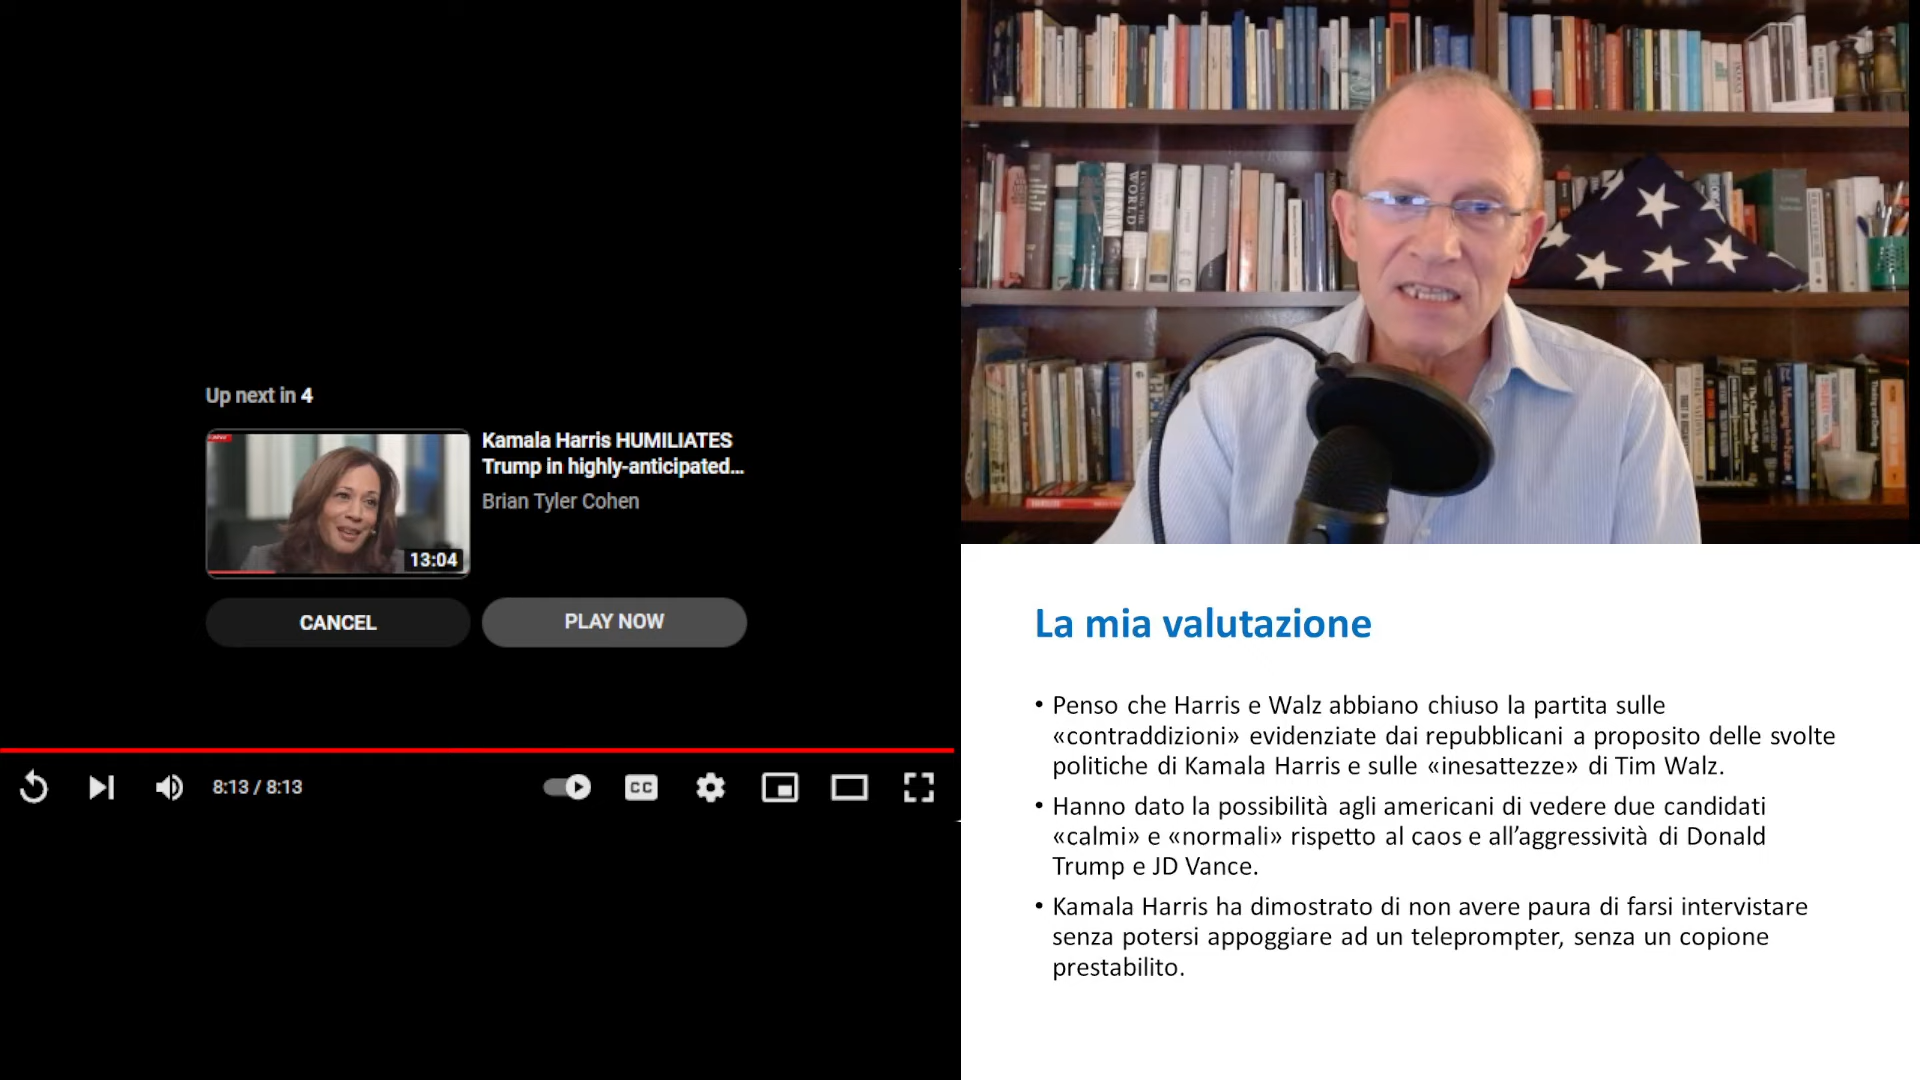 Up next in 4
Kamala Harris HUMILIATES
Trump in highly-anticipated...
Brian Tyler Cohen
13:04
CANCEL
PLAY NOW
8:13 / 8:13
CC
RUNNING THE
WORLD
La mia valutazione
• Penso che Harris e Walz abbiano chiuso la partita sulle
«contraddizioni» evidenziate dai repubblicani a proposito delle svolte
politiche di Kamala Harris e sulle «inesattezze» di Tim Walz.
• Hanno dato la possibilità agli americani di vedere due candidati
«calmi» e «normali» rispetto al caos e all’aggressività di Donald
Trump e JD Vance.
• Kamala Harris ha dimostrato di non avere paura di farsi intervistare
senza potersi appoggiare ad un teleprompter, senza un copione
prestabilito.